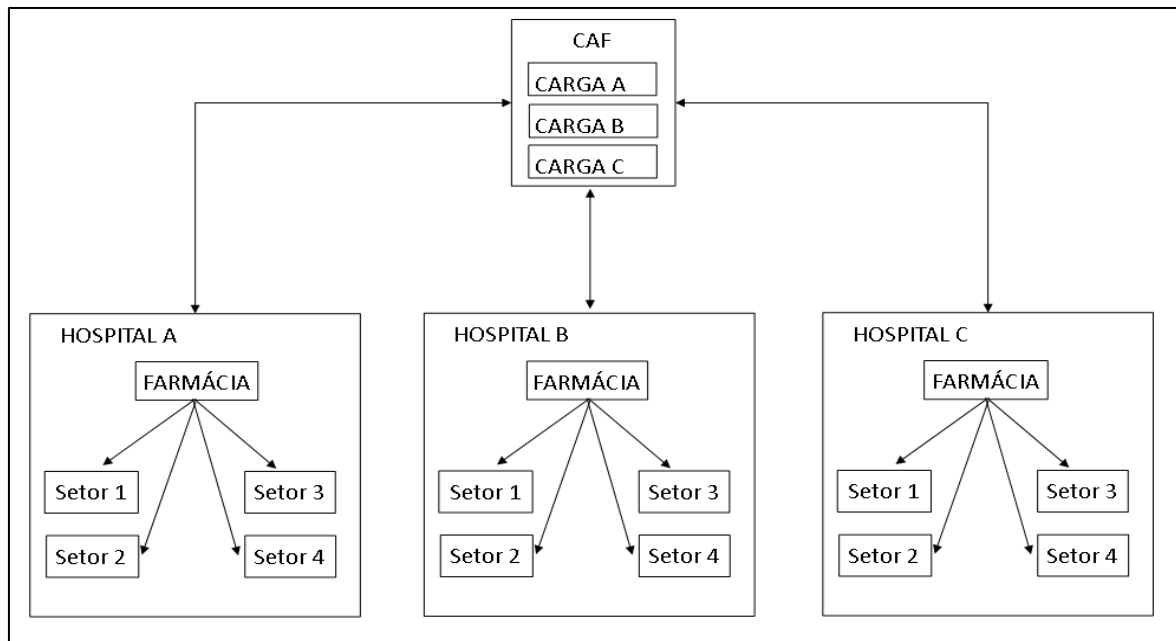 CAF
CARGA A
CARGA B
CARGA C
HOSPITAL A
FARMÁCIA
Setor 1
Setor 3
Setor 2
Setor 4
HOSPITAL B
FARMÁCIA
Setor 1
Setor 3
Setor 2
Setor 4
HOSPITAL C
FARMÁCIA
Setor 1
Setor 3
Setor 2
Setor 4